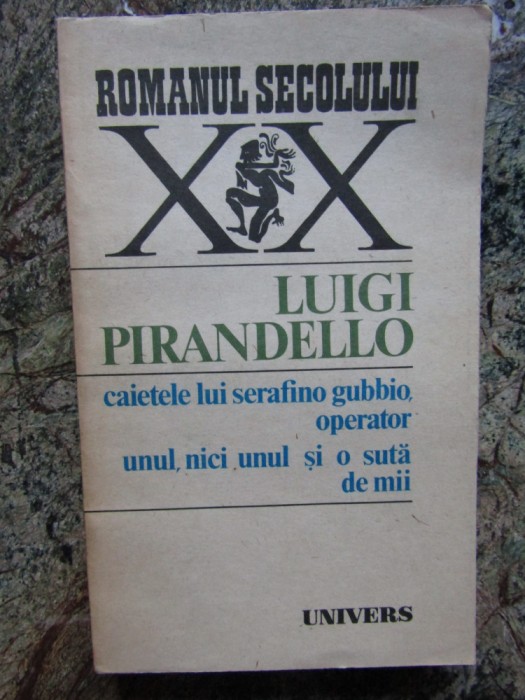 ROMANUL SECOLULUI
XX
LUIGI
PIRANDELLO
caietele lui serafino gubbio,
operator
unul, nici unul și o sută
de mii
UNIVERS